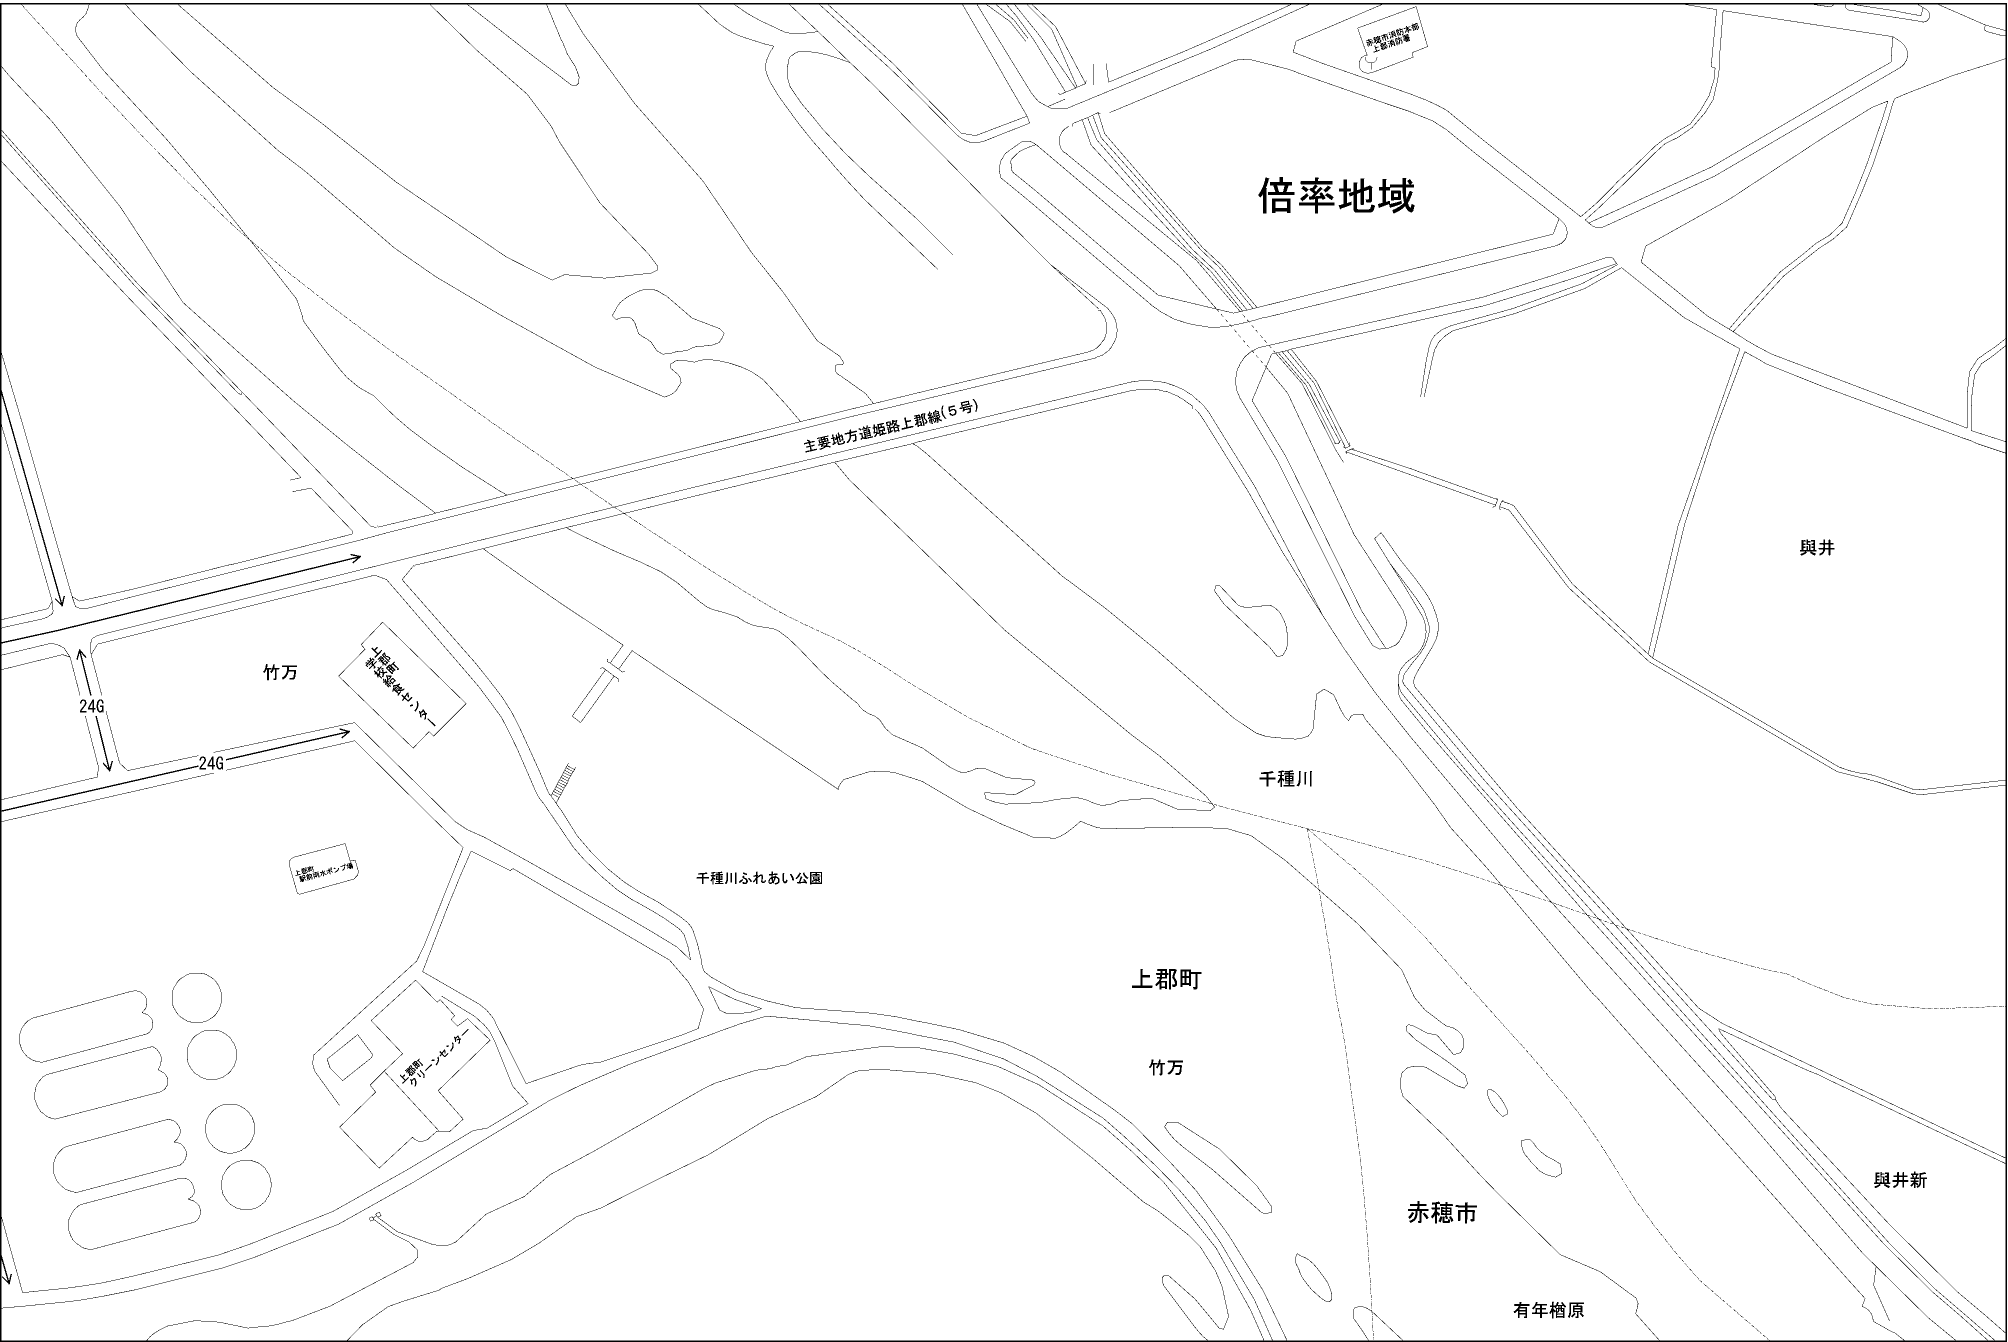 赤穂市消防本部
上郡消防署
倍率地域
主要地方道姫路上郡線(5号)
與井
竹万
上郡町
学校給食センター
24G
24G
千種川
上郡町
駅前雨水ポンプ場
千種川ふれあい公園
上郡町
上郡町
クリーンセンター
竹万
與井新
赤穂市
有年楢原